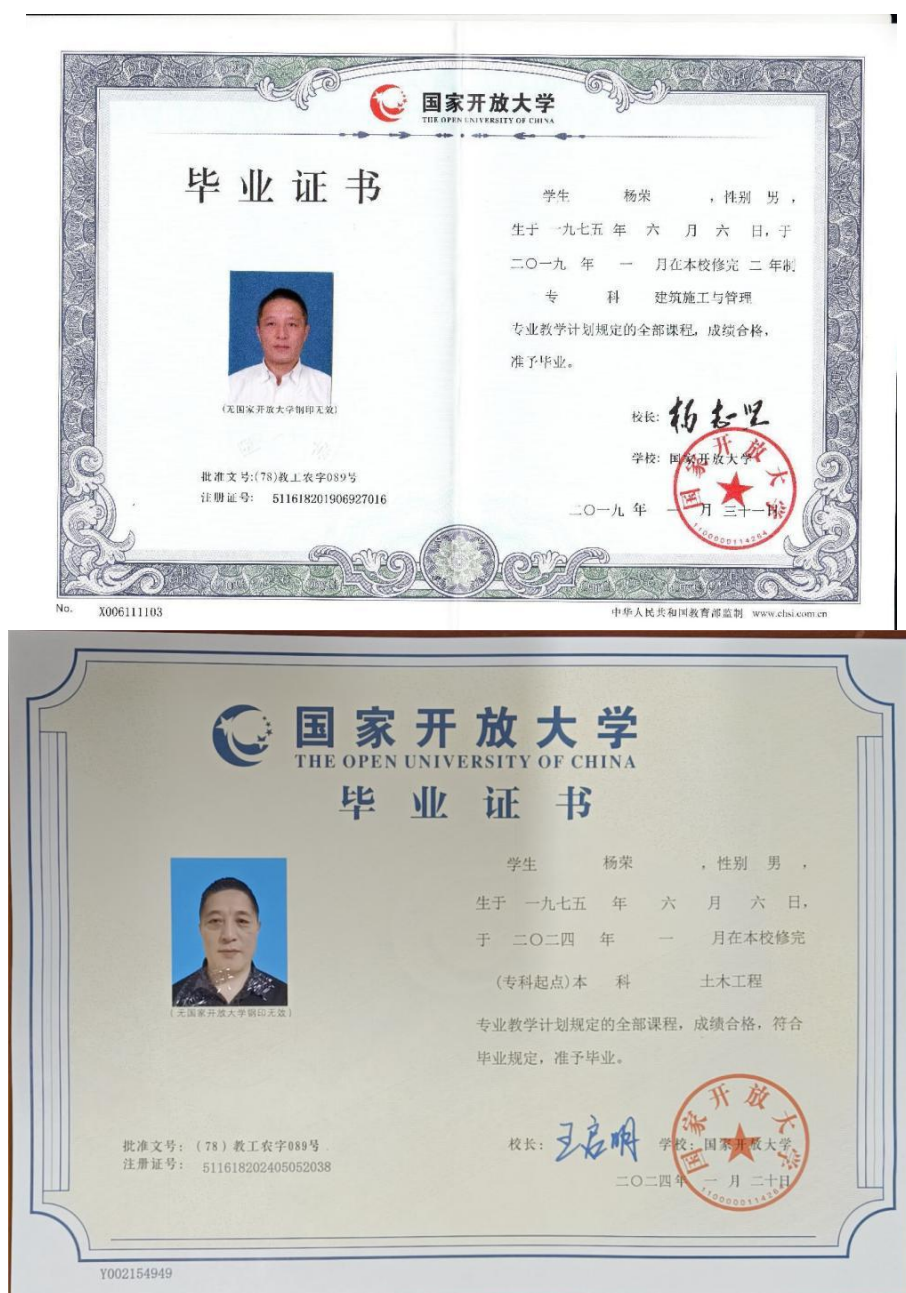 国家开放大学
THE OPEN UNIVERSITY OF CHINA
毕业证书
学生 杨荣 ，性别 男 ，
生于 一九七五 年 六 月 六 日，于
二〇一九 年 一 月在本校修完 二 年制
专 科 建筑施工与管理
专业教学计划规定的全部课程，成绩合格，
准予毕业。
(无国家开放大学钢印无效)
校长：
学校：国家开放大学
批准文号:(78)教工农字089号
注册证号： 511618201906927016
二〇一九 年 一 月 三十一日
国家开放大学
1100000114264
No. X006111103
中华人民共和国教育部监制 www.chsi.com.cn
国家开放大学
THE OPEN UNIVERSITY OF CHINA
毕业证书
学生 杨荣 ，性别 男 ，
生于 一九七五 年 六 月 六 日，
于 二〇二四 年 一 月在本校修完
(专科起点)本 科 土木工程
专业教学计划规定的全部课程，成绩合格，符合
毕业规定，准予毕业。
(无国家开放大学钢印无效)
校长：王启明 学校：国家开放大学
批准文号：(78)教工农字089号
注册证号： 511618202405052038
二〇二四年 一 月 二十日
国家开放大学
Y002154949